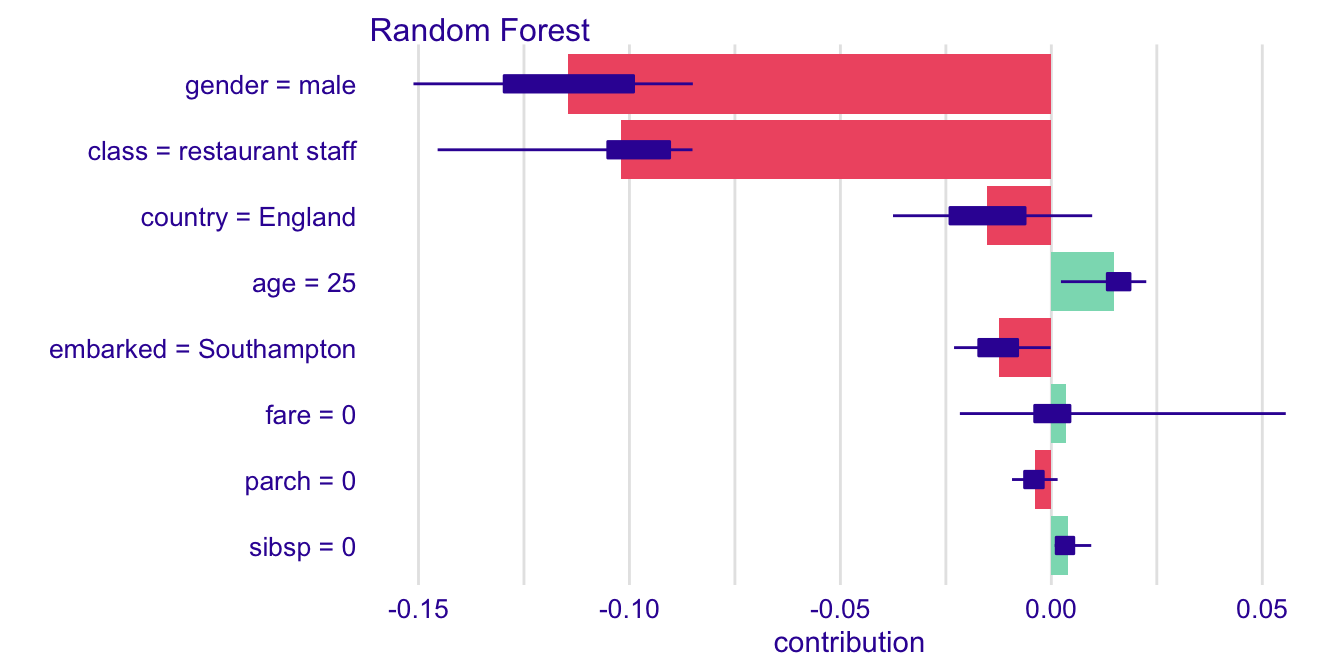 Random Forest
gender = male
class = restaurant staff
country = England
age = 25
embarked = Southampton
fare = 0
parch = 0
sibsp = 0
-0.15 -0.10 -0.05 0.00 0.05
contribution